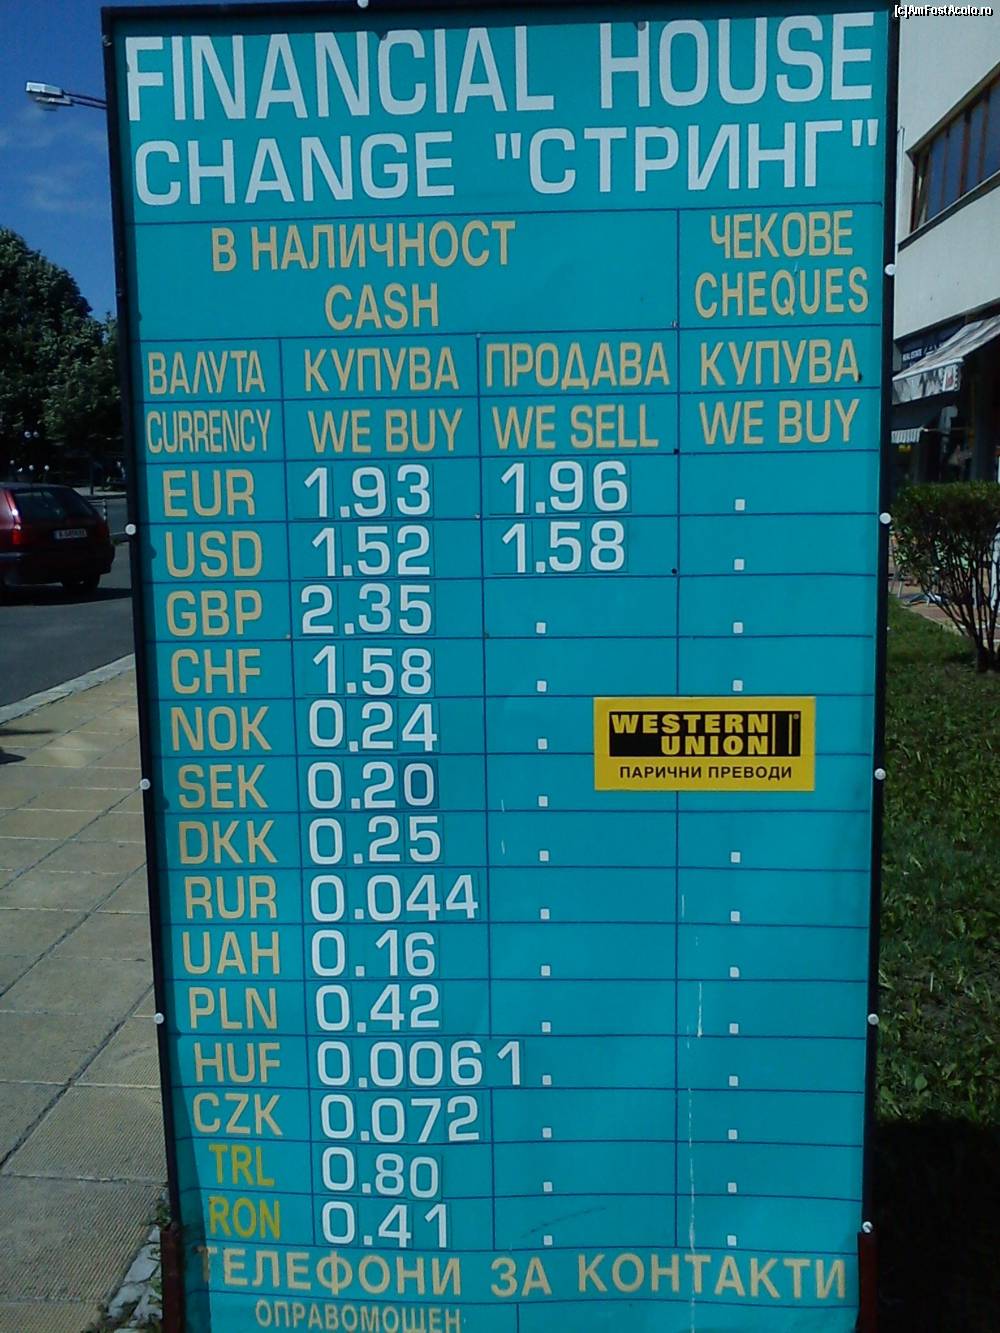 [c]AmFostAcolo.ro
FINANCIAL HOUSE
CHANGE "СТРИНГ"
В НАЛИЧНОСТ
CASH
ЧЕКОВЕ
CHEQUES
ВАЛУТА КУПУВА ПРОДАВА КУПУВА
CURRENCY WE BUY WE SELL WE BUY
EUR 1.93 1.96 .
USD 1.52 1.58 .
GBP 2.35 . .
CHF 1.58 . .
NOK 0.24 .
SEK 0.20 .
DKK 0.25 . .
RUR 0.044 . .
UAH 0.16 . .
PLN 0.42 . .
HUF 0.0061 . .
CZK 0.072 . .
TRL 0.80 . .
RON 0.41 . .
WESTERN
UNION
ПАРИЧНИ ПРЕВОДИ
ТЕЛЕФОНИ ЗА КОНТАКТИ
ОПРАВОМОЩЕН